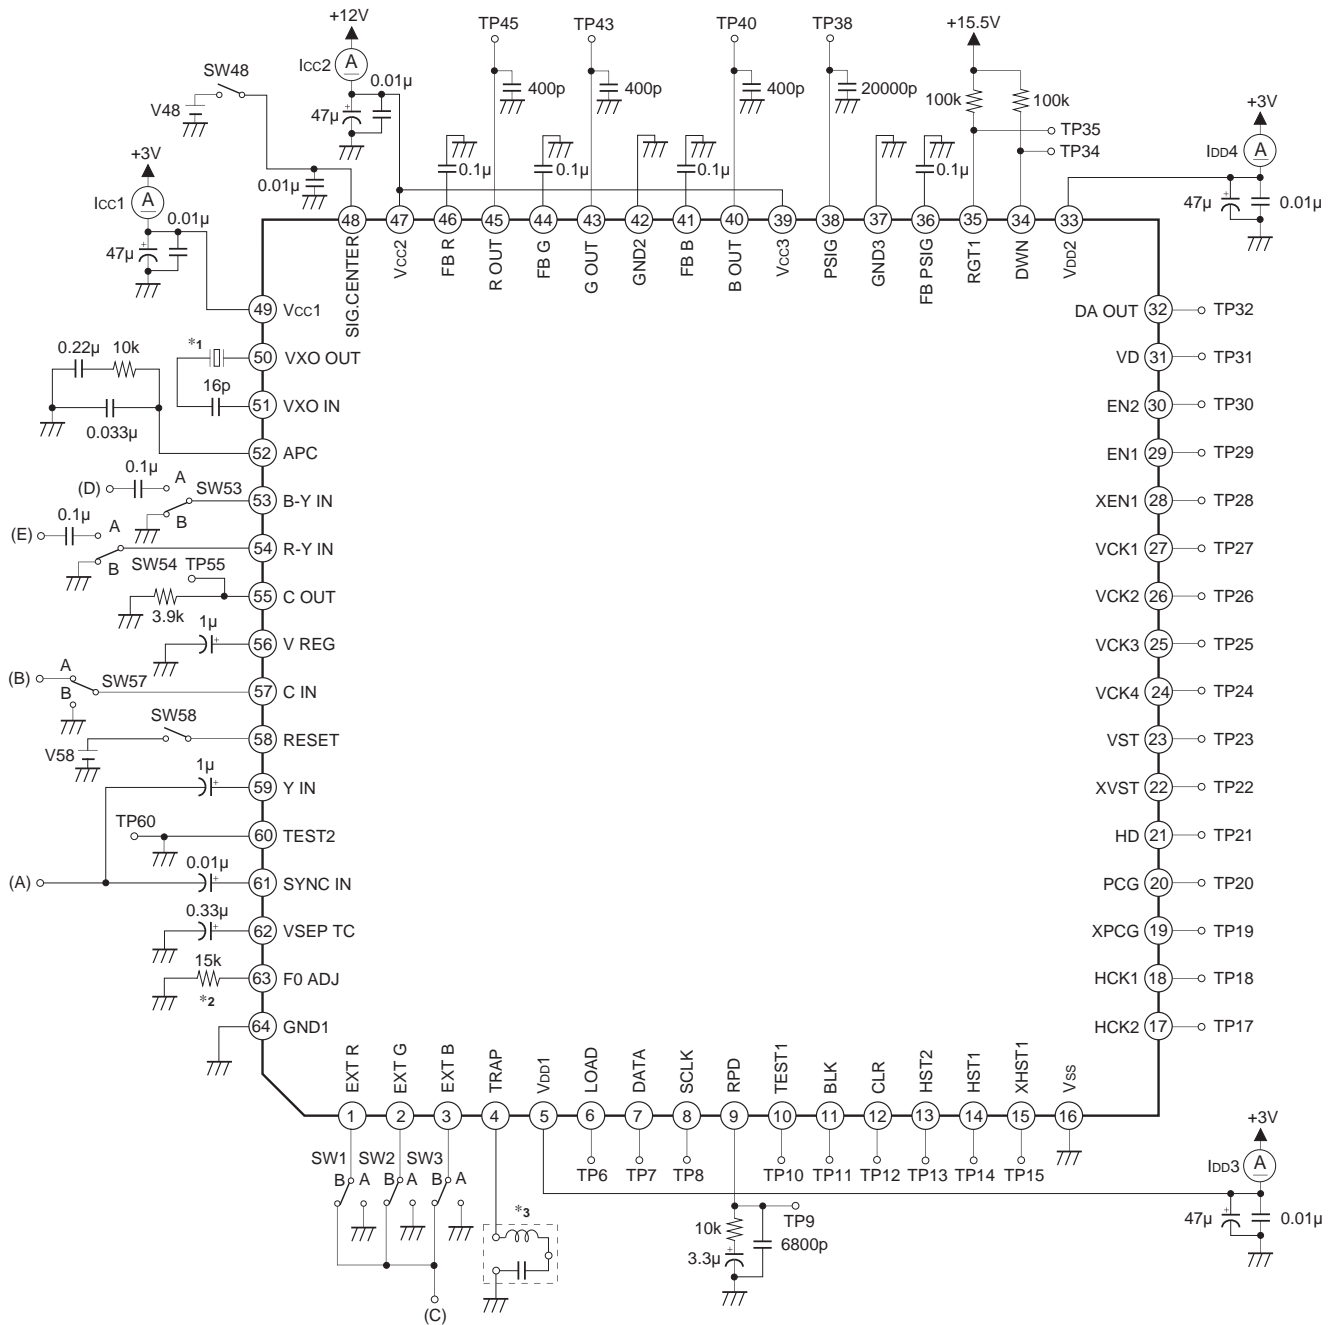 +12V
TP45
TP43
TP40
TP38
+15.5V
ICC2
A
SW48
0.01μ
400p
400p
400p
20000p
100k
100k
V48
47μ
TP35
+3V
TP34
IDD4
A
+3V
0.1μ
0.1μ
0.1μ
0.1μ
0.01μ
ICC1
A
0.01μ
47μ
0.01μ
47μ
48
47
46
45
44
43
42
41
40
39
38
37
36
35
34
33
SIG.CENTER
VCC2
FB R
R OUT
FB G
G OUT
GND2
FB B
B OUT
VCC3
PSIG
GND3
FB PSIG
RGT1
DWN
VDD2
49 VCC1
DA OUT 32 TP32
0.22μ
10k
*1
50 VXO OUT
VD 31 TP31
16p
51 VXO IN
EN2 30 TP30
0.033μ
52 APC
EN1 29 TP29
0.1μ
(D)
A
SW53
B
53 B-Y IN
XEN1 28 TP28
0.1μ
(E)
A
B
54 R-Y IN
VCK1 27 TP27
SW54
TP55
55 C OUT
VCK2 26 TP26
3.9k
1μ
56 V REG
VCK3 25 TP25
(B)
A
SW57
B
57 C IN
VCK4 24 TP24
SW58
58 RESET
VST 23 TP23
V58
1μ
59 Y IN
XVST 22 TP22
TP60
60 TEST2
HD 21 TP21
0.01μ
(A)
61 SYNC IN
PCG 20 TP20
0.33μ
62 VSEP TC
XPCG 19 TP19
15k
63 F0 ADJ
HCK1 18 TP18
*2
64 GND1
HCK2 17 TP17
EXT R
EXT G
EXT B
TRAP
VDD1
LOAD
DATA
SCLK
RPD
TEST1
BLK
CLR
HST2
HST1
XHST1
VSS
1
2
3
4
5
6
7
8
9
10
11
12
13
14
15
16
+3V
SW1
SW2
SW3
B A
B A
B A
TP6
TP7
TP8
TP10
TP11
TP12
TP13
TP14
TP15
IDD3
A
*3
TP9
10k
6800p
3.3μ
47μ
0.01μ
(C)